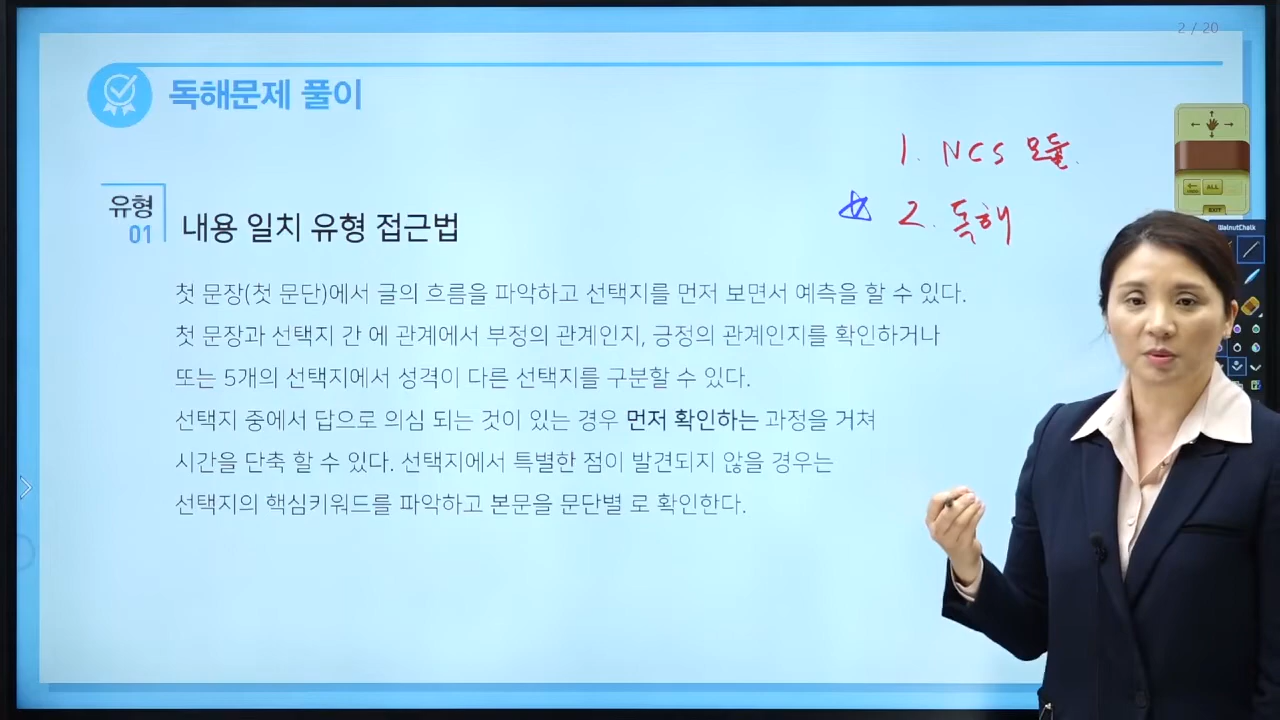 2 / 20
독해문제 풀이
1. NCS 모듈.
☆ 2. 독해
유형
01
내용 일치 유형 접근법
첫 문장(첫 문단)에서 글의 흐름을 파악하고 선택지를 먼저 보면서 예측을 할 수 있다.
첫 문장과 선택지 간 에 관계에서 부정의 관계인지, 긍정의 관계인지를 확인하거나
또는 5개의 선택지에서 성격이 다른 선택지를 구분할 수 있다.
선택지 중에서 답으로 의심 되는 것이 있는 경우 먼저 확인하는 과정을 거쳐
시간을 단축 할 수 있다. 선택지에서 특별한 점이 발견되지 않을 경우는
선택지의 핵심키워드를 파악하고 본문을 문단별 로 확인한다.
ALL
EXIT
WalnutChalk